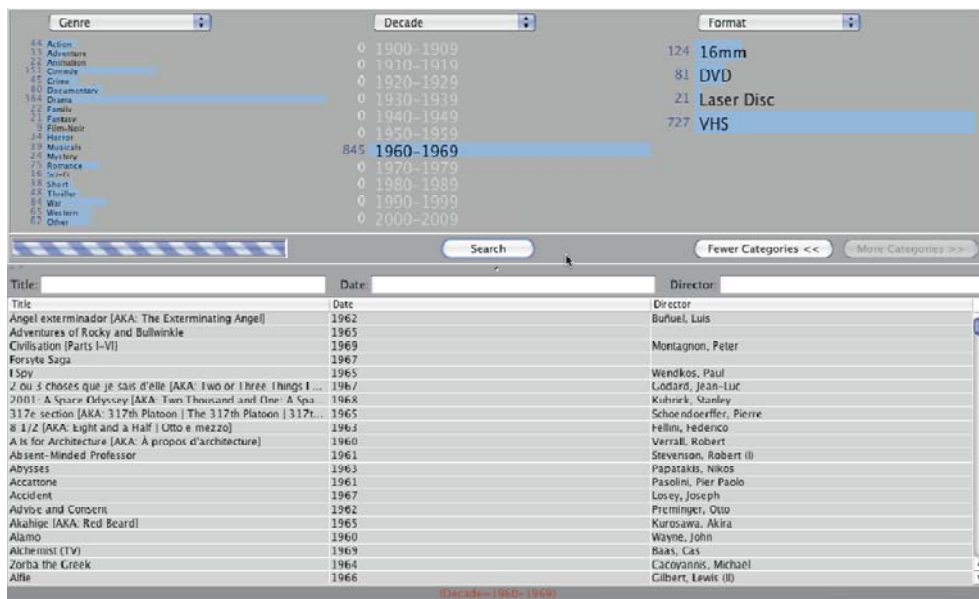 Genre
Decade
Format
44 Action
33 Adventure
22 Animation
153 Comedy
45 Crime
80 Documentary
384 Drama
22 Family
21 Fantasy
9 Film-Noir
34 Horror
39 Musicals
24 Mystery
75 Romance
16 Sci-Fi
38 Short
48 Thriller
84 War
65 Western
62 Other
0 1900-1909
0 1910-1919
0 1920-1929
0 1930-1939
0 1940-1949
0 1950-1959
845 1960-1969
0 1970-1979
0 1980-1989
0 1990-1999
0 2000-2009
124 16mm
81 DVD
21 Laser Disc
727 VHS
Search
Fewer Categories <<
More Categories >>
Title:
Date:
Director:
Title Date Director
Angel exterminador [AKA: The Exterminating Angel] 1962 Buñuel, Luis
Adventures of Rocky and Bullwinkle 1965
Civilisation (Parts I-VI) 1969 Montagnon, Peter
Forsyte Saga 1967
I Spy 1965 Wendkos, Paul
2 ou 3 choses que je sais d'elle [AKA: Two or Three Things I ... 1967 Godard, Jean-Luc
2001: A Space Odyssey [AKA: Two Thousand and One: A Spa... 1968 Kubrick, Stanley
317e section [AKA: 317th Platoon | The 317th Platoon | 317t... 1965 Schoendoerffer, Pierre
8 1/2 [AKA: Eight and a Half | Otto e mezzo] 1963 Fellini, Federico
A Is for Architecture [AKA: À propos d'architecture] 1960 Verrall, Robert
Absent-Minded Professor 1961 Stevenson, Robert (I)
Abysses 1963 Papatakis, Nikos
Accattone 1961 Pasolini, Pier Paolo
Accident 1967 Losey, Joseph
Advise and Consent 1962 Preminger, Otto
Akahige [AKA: Red Beard] 1965 Kurosawa, Akira
Alamo 1960 Wayne, John
Alchemist (TV) 1969 Baas, Cas
Zorba the Greek 1964 Cacoyannis, Michael
Alfie 1966 Gilbert, Lewis (II)
(Decade=1960-1969)